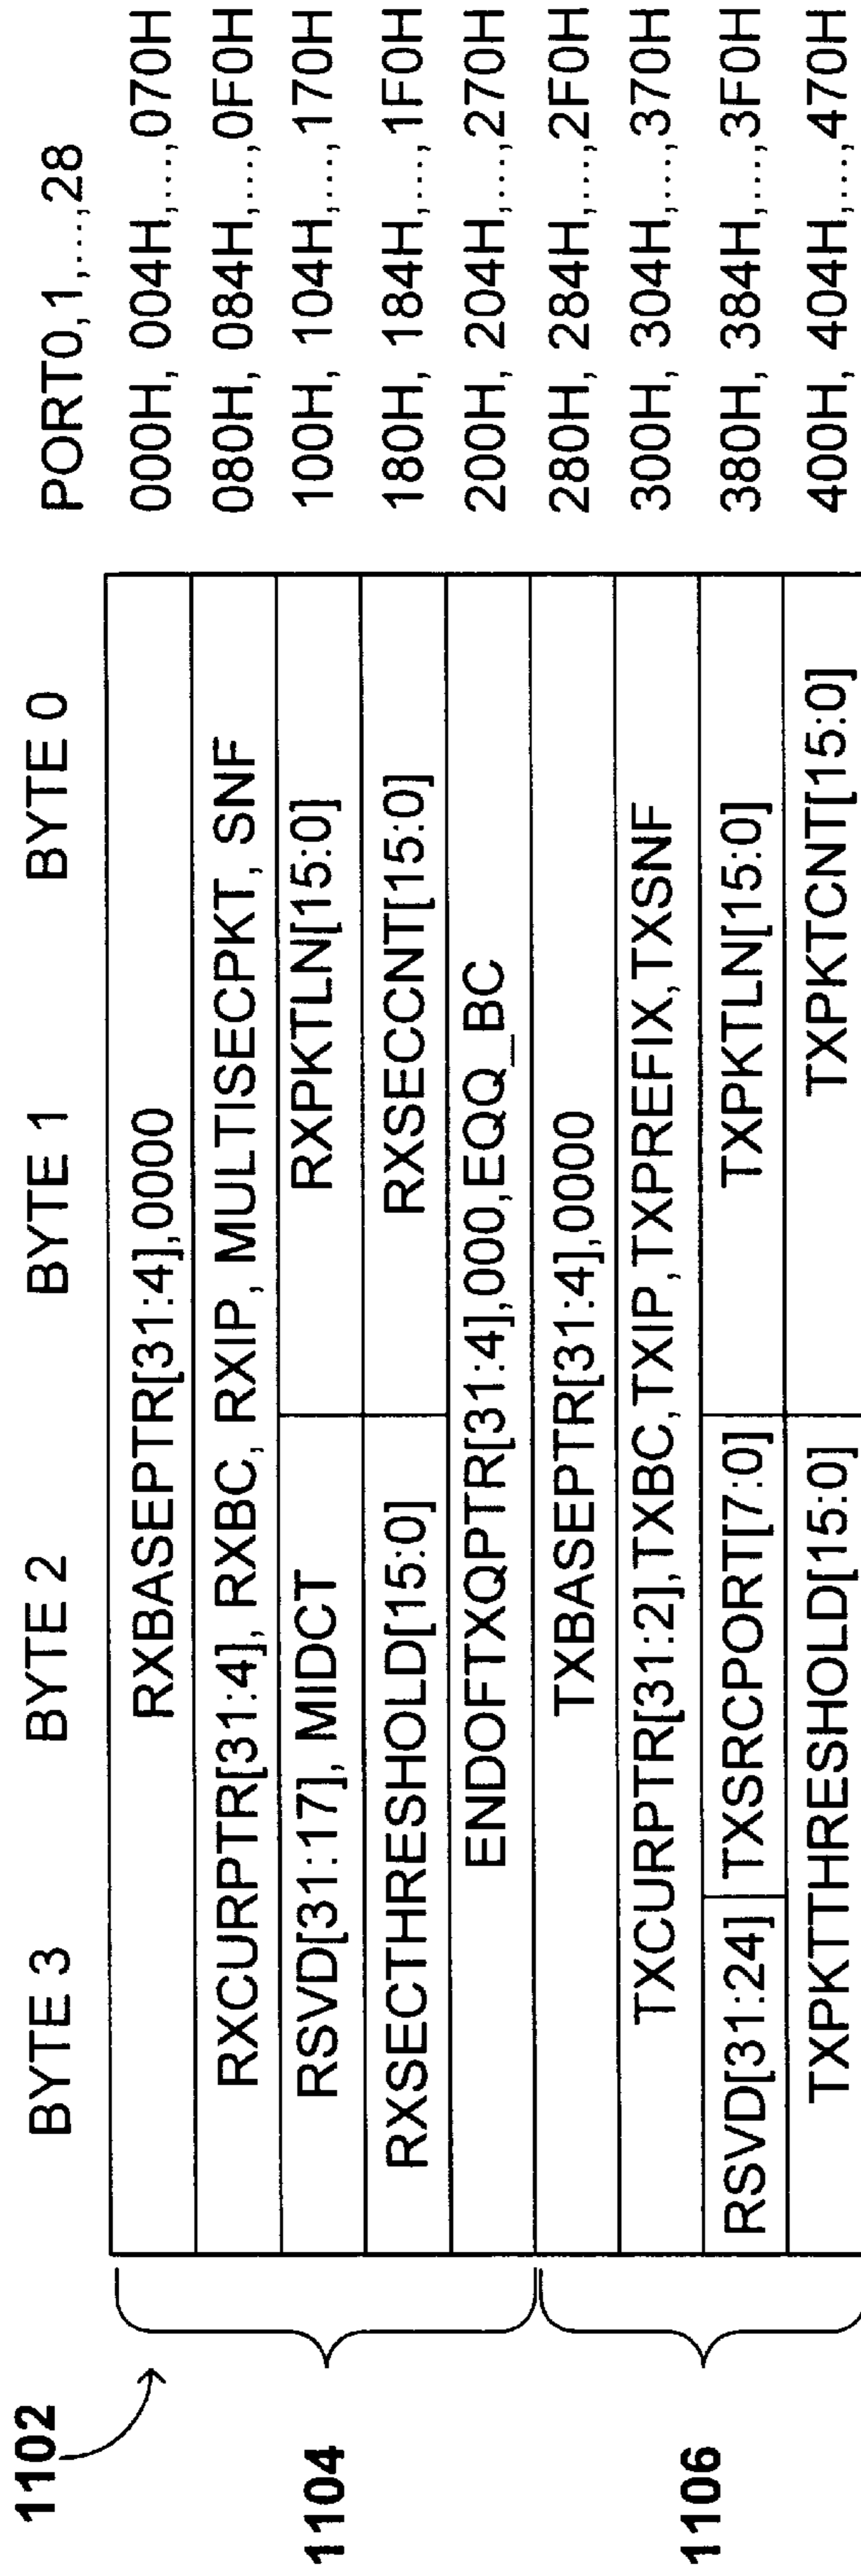 1102
BYTE 3 BYTE 2 BYTE 1 BYTE 0 PORT0,1,...,28
RXBASEPTR[31:4],0000 000H, 004H,...,070H
RXCURPTR[31:4], RXBC, RXIP, MULTISECPKT, SNF 080H, 084H,...,0F0H
RSVD[31:17], MIDCT RXPKTLN[15:0] 100H, 104H,...,170H
RXSECTHRESHOLD[15:0] RXSECCNT[15:0] 180H, 184H,...,1F0H
ENDOFTXQPTR[31:4],000,EQQ_BC 200H, 204H,...,270H
1104
TXBASEPTR[31:4],0000 280H, 284H,...,2F0H
TXCURPTR[31:2],TXBC,TXIP,TXPREFIX,TXSNF 300H, 304H,...,370H
RSVD[31:24] TXSRCPORT[7:0] TXPKTLN[15:0] 380H, 384H,...,3F0H
TXPKTTHRESHOLD[15:0] TXPKTCNT[15:0] 400H, 404H,...,470H
1106